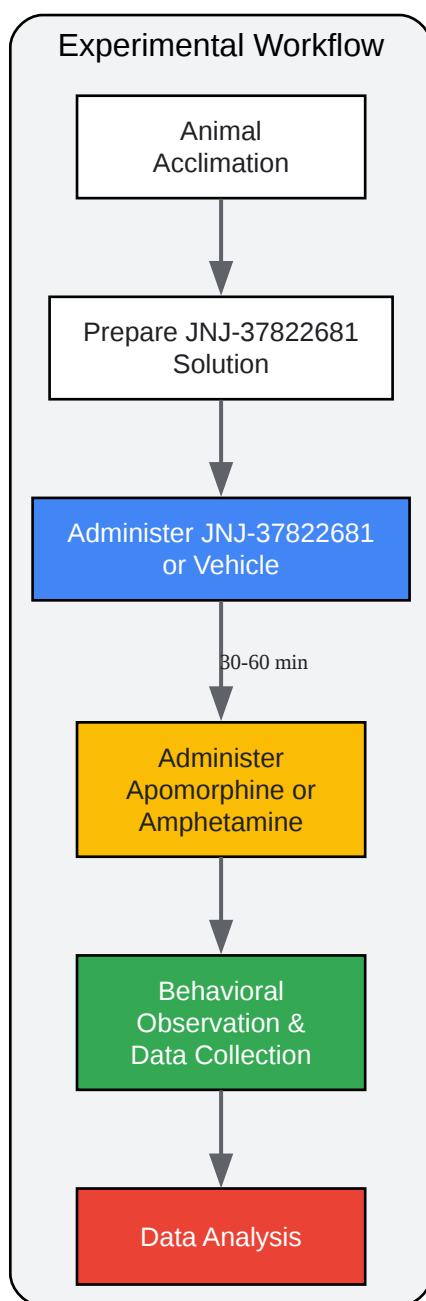 Experimental Workflow
Animal
Acclimation
Prepare JNJ-37822681
Solution
Administer JNJ-37822681
or Vehicle
30-60 min
Administer
Apomorphine or
Amphetamine
Behavioral
Observation &
Data Collection
Data Analysis